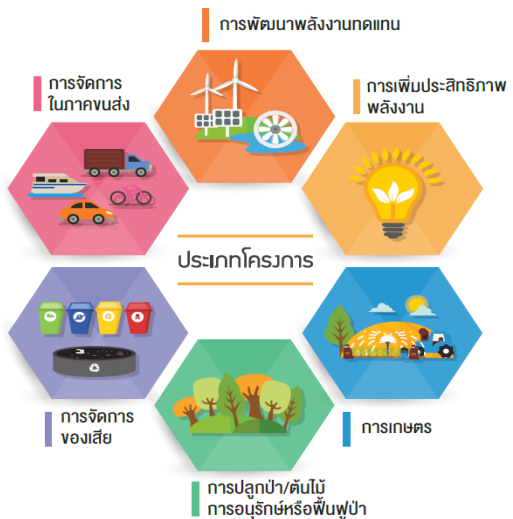 การพัฒนาพลังงานทดแทน
การจัดการ
ในภาคขนส่ง
การเพิ่มประสิทธิภาพ
พลังงาน
ประเภทโครงการ
การจัดการ
ของเสีย
การเกษตร
การปลูกป่า/ต้นไม้
การอนุรักษ์หรือฟื้นฟูป่า